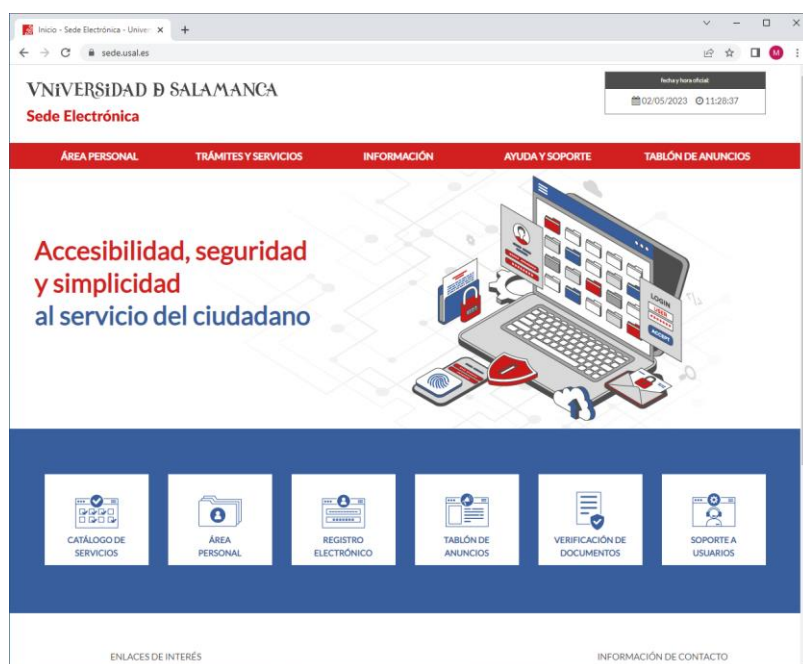 Inicio - Sede Electrónica - Univer
sede.usal.es
M
VNiVERSiDAD Ð SALAMANCA
Sede Electrónica
fecha y hora oficial:
02/05/2023 11:28:37
ÁREA PERSONAL TRÁMITES Y SERVICIOS INFORMACIÓN AYUDA Y SOPORTE TABLÓN DE ANUNCIOS
Accesibilidad, seguridad
y simplicidad
al servicio del ciudadano
LOGIN
USER
ACCEPT
CATÁLOGO DE
SERVICIOS
ÁREA
PERSONAL
REGISTRO
ELECTRÓNICO
TABLÓN DE
ANUNCIOS
VERIFICACIÓN DE
DOCUMENTOS
SOPORTE A
USUARIOS
ENLACES DE INTERÉS INFORMACIÓN DE CONTACTO